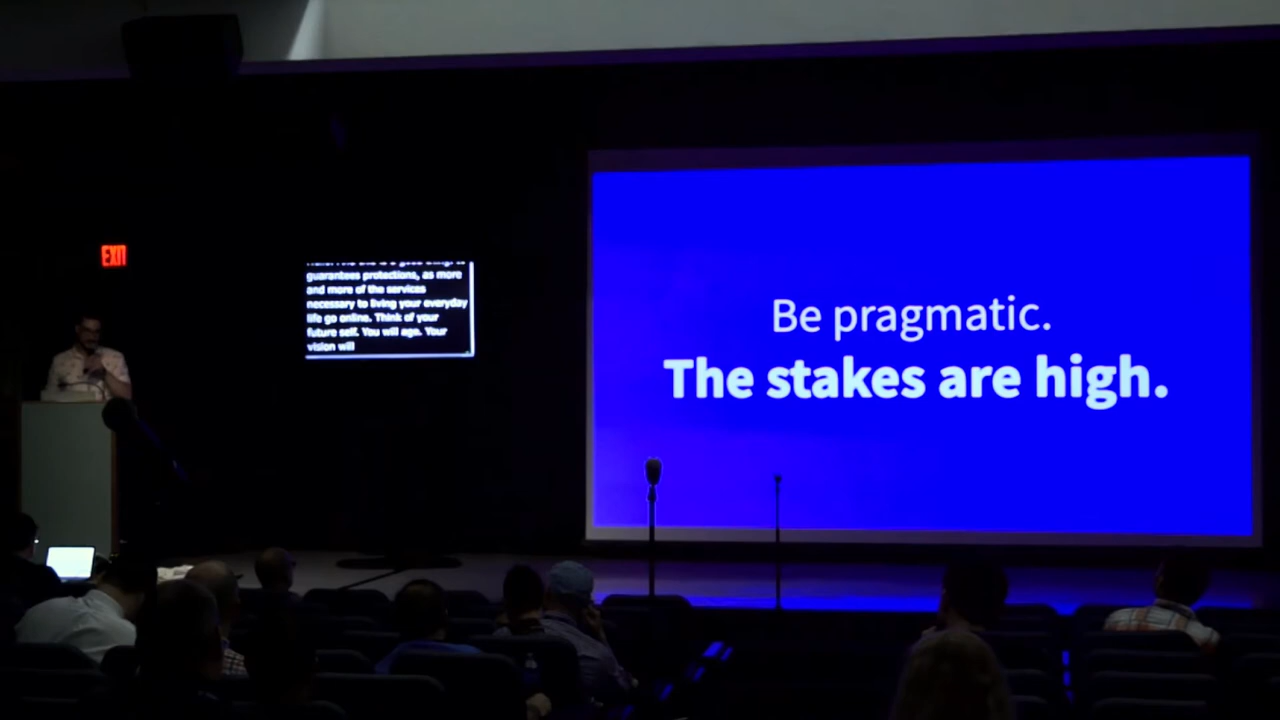 EXIT
guarantees protections, as more
and more of the services
necessary to living your everyday
life go online. Think of your
future self. You will age. Your
vision will
Be pragmatic.
The stakes are high.